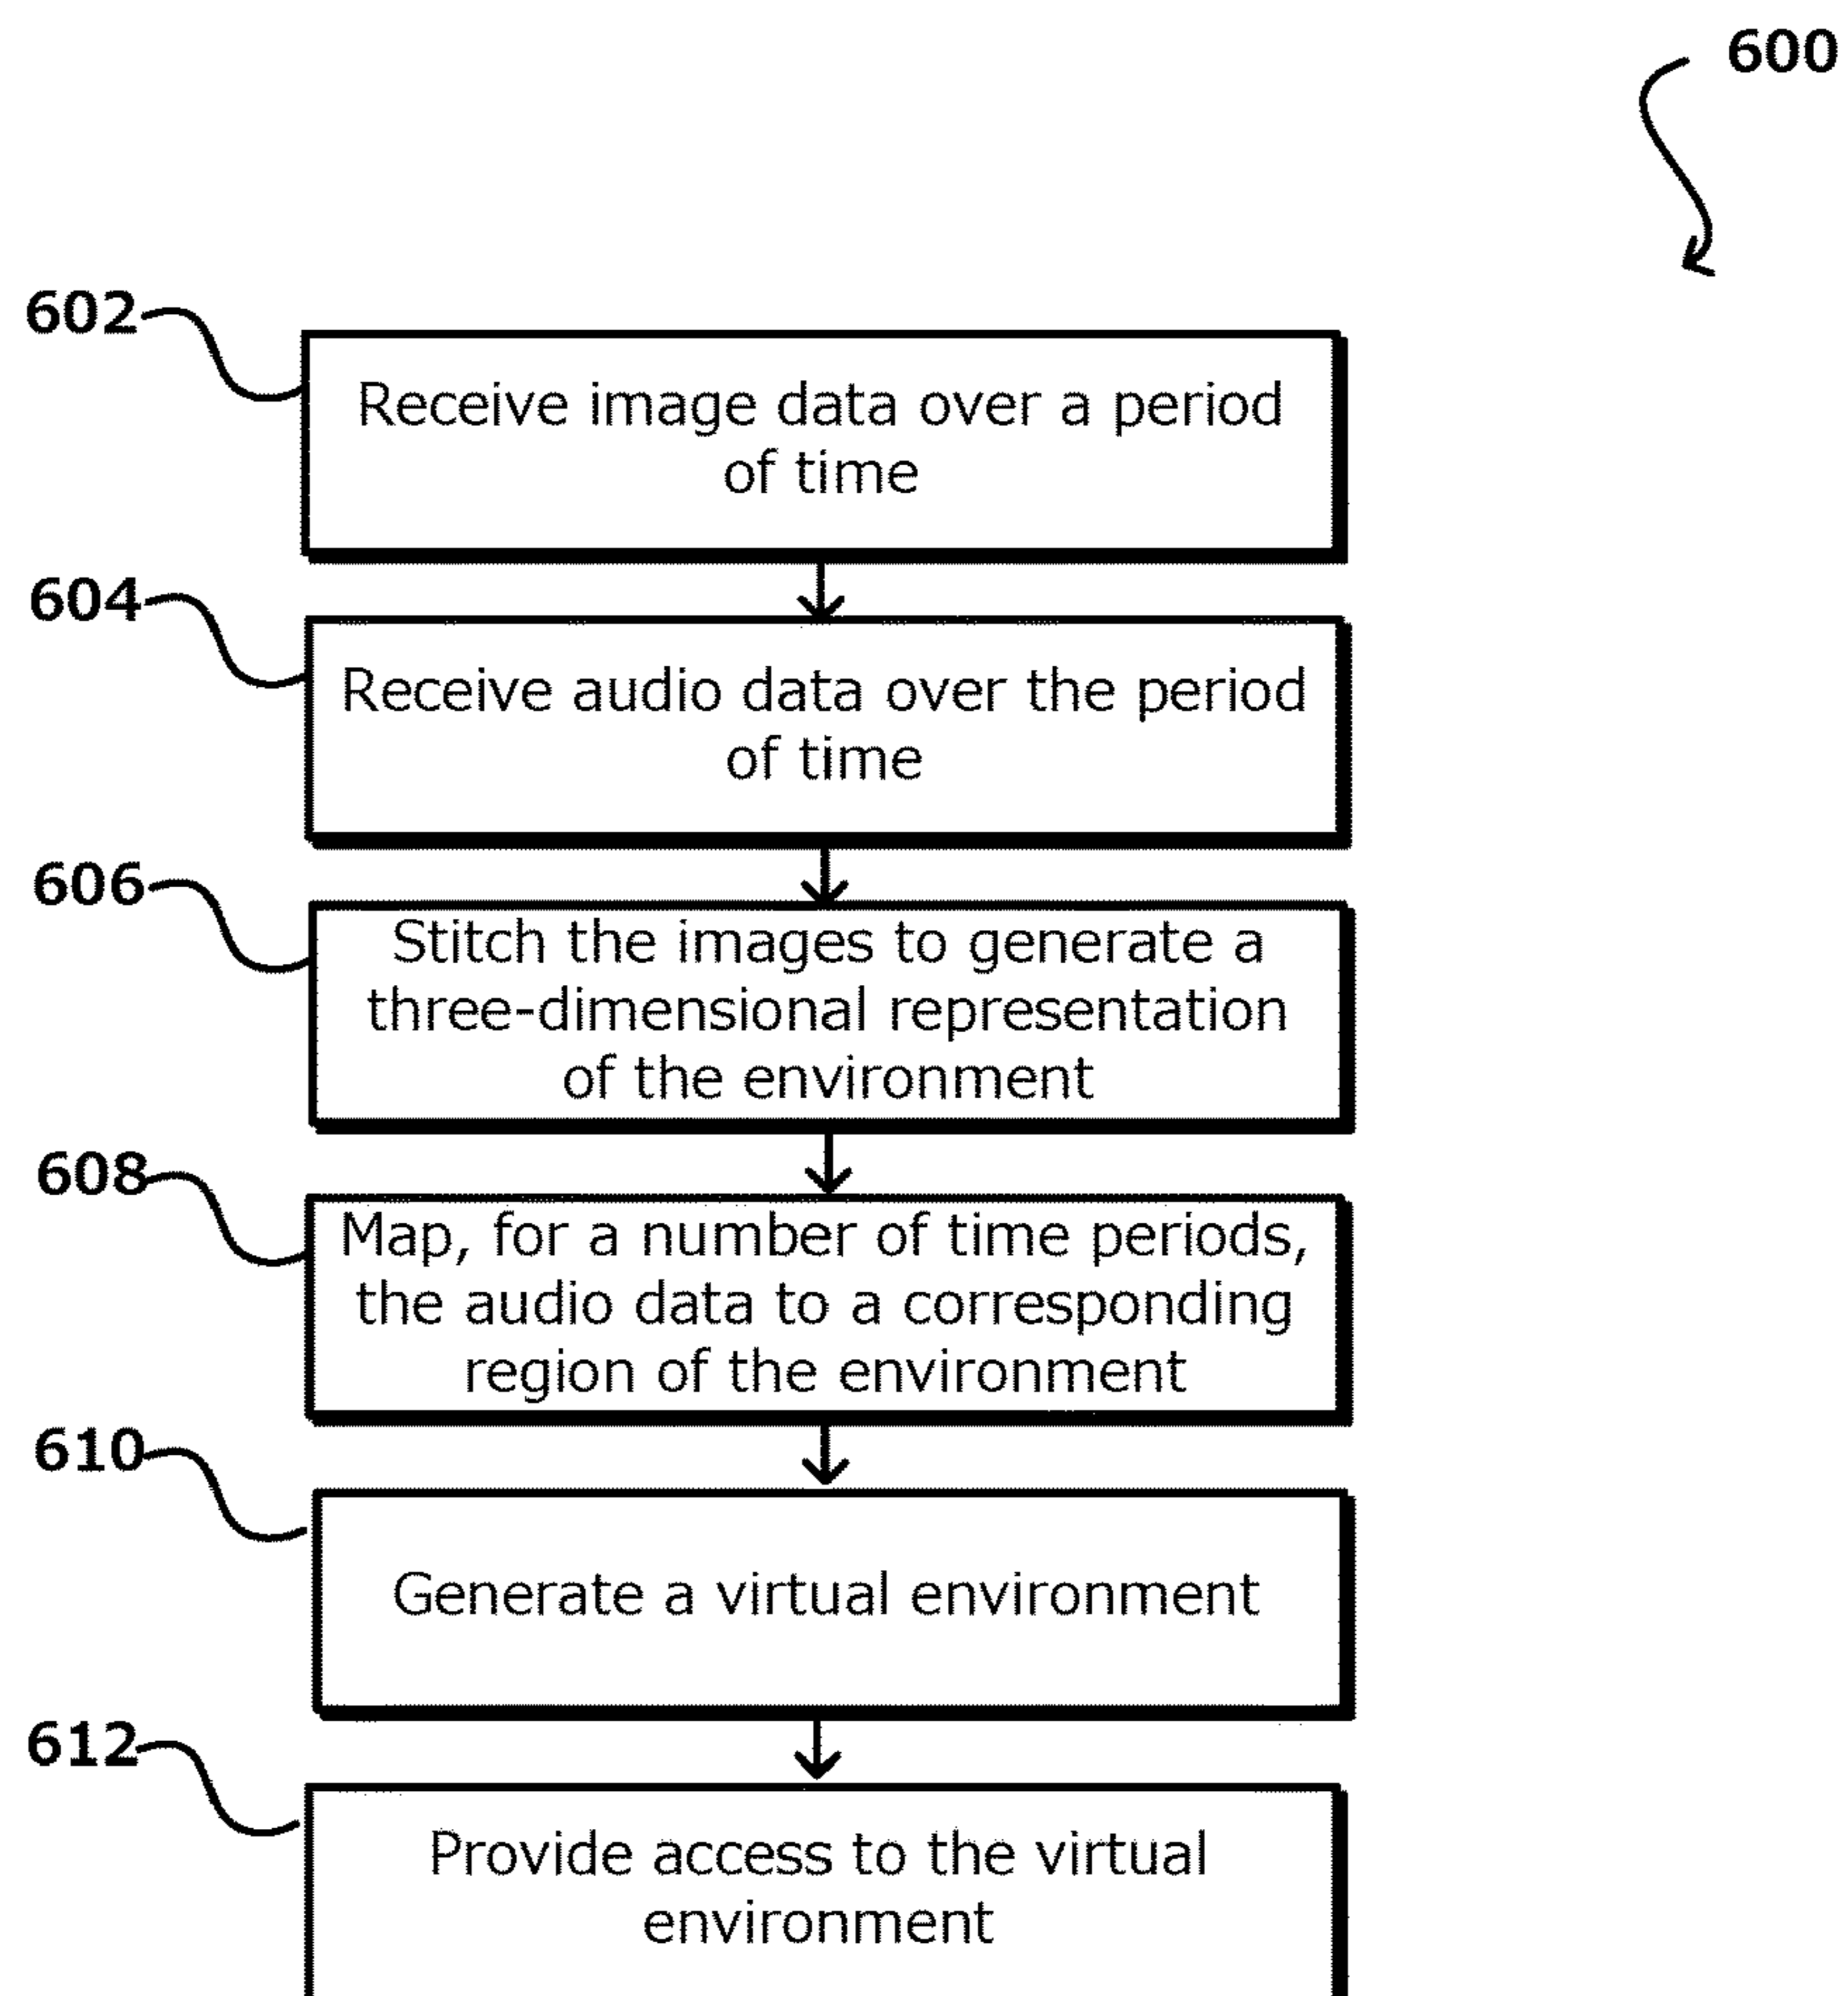 600
602
Receive image data over a period
of time
604
Receive audio data over the period
of time
606
Stitch the images to generate a
three-dimensional representation
of the environment
608
Map, for a number of time periods,
the audio data to a corresponding
region of the environment
610
Generate a virtual environment
612
Provide access to the virtual
environment